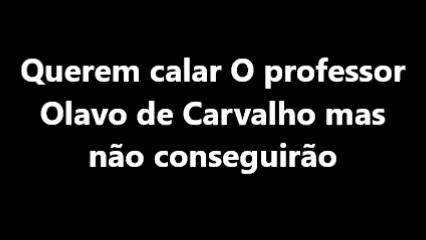 Querem calar O professor
Olavo de Carvalho mas
não conseguirão